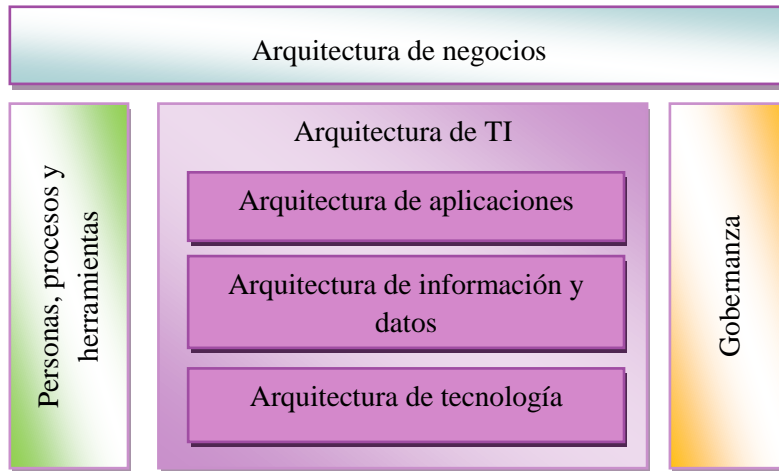 Arquitectura de negocios
Personas, procesos y
herramientas
Arquitectura de TI
Arquitectura de aplicaciones
Arquitectura de información y
datos
Arquitectura de tecnología
Gobernanza